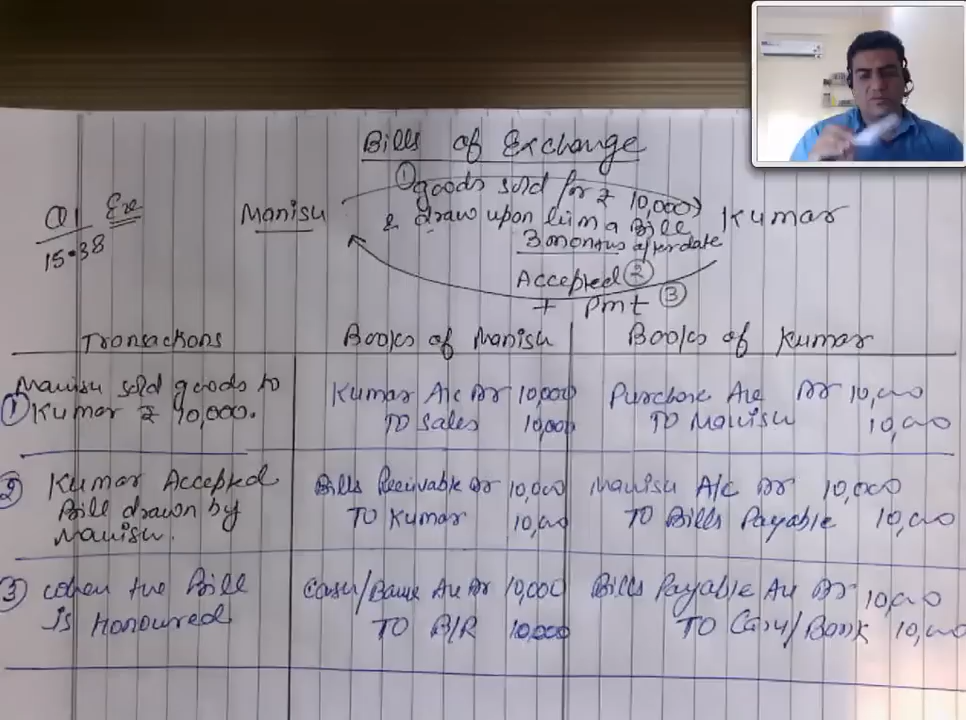 Bills of Exchange
Q1 Exe
15.38
Manish
① goods sold for ₹ 10,000
& draw upon him a Bill
3 months after date
Kumar
Accepted ②
+ Pmt ③
Transactions
Books of Manish
Books of Kumar
① Manish sold goods to
Kumar ₹ 10,000.
Kumar A/c Dr 10,000
To Sales 10,000
Purchase A/c Dr 10,000
To Manish 10,000
② Kumar Accepted
Bill drawn by
Manish.
Bills Receivable Dr 10,000
To Kumar 10,000
Manish A/c Dr 10,000
To Bills Payable 10,000
③ When the Bill
is Honoured
Cash/Bank A/c Dr 10,000
To B/R 10,000
Bills Payable A/c Dr 10,000
To Cash/Bank 10,000